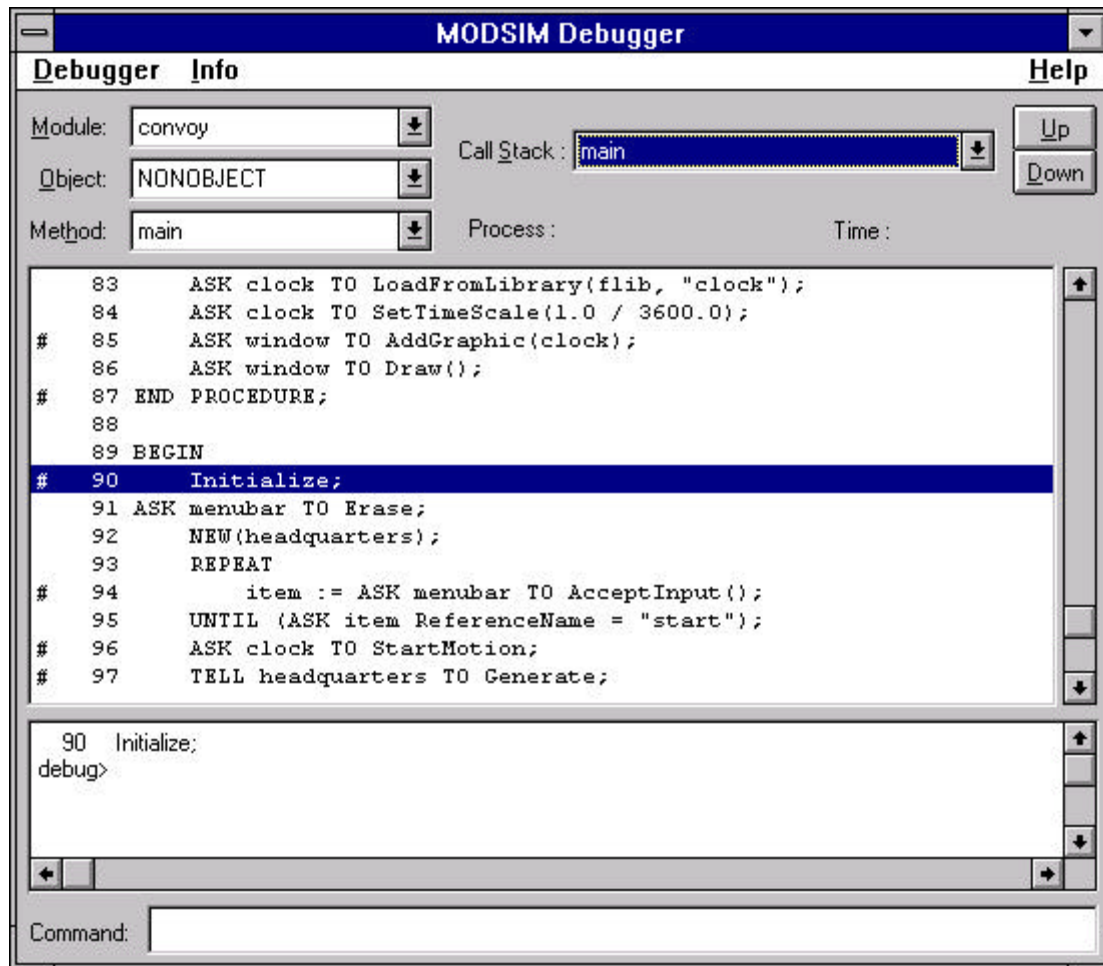 MODSIM Debugger
Debugger Info Help
Module: convoy
Object: NONOBJECT
Method: main
Call Stack : main
Process : Time :
Up
Down
83 ASK clock TO LoadFromLibrary(flib, "clock");
84 ASK clock TO SetTimeScale(1.0 / 3600.0);
# 85 ASK window TO AddGraphic(clock);
86 ASK window TO Draw();
# 87 END PROCEDURE;
88
89 BEGIN
# 90 Initialize;
91 ASK menubar TO Erase;
92 NEW(headquarters);
93 REPEAT
# 94 item := ASK menubar TO AcceptInput();
95 UNTIL (ASK item ReferenceName = "start");
# 96 ASK clock TO StartMotion;
# 97 TELL headquarters TO Generate;
90 Initialize;
debug>
Command: